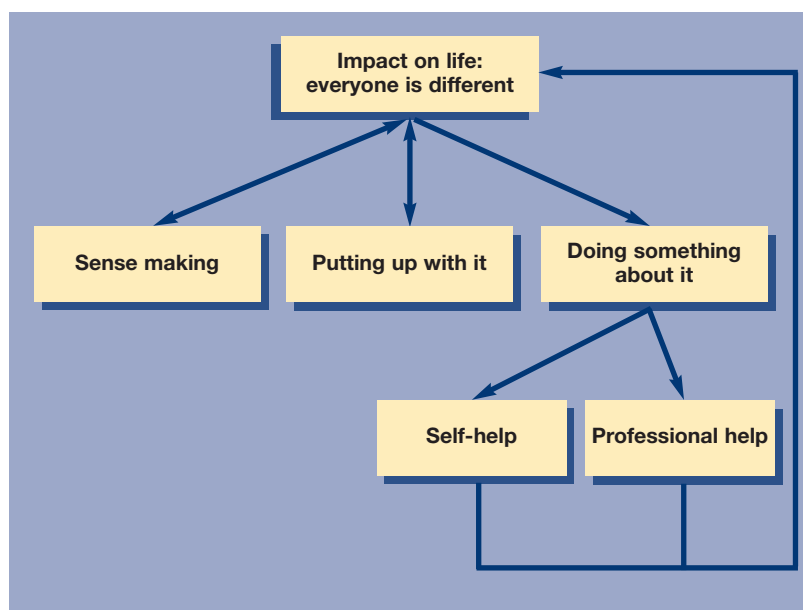 Impact on life:
everyone is different
Sense making
Putting up with it
Doing something
about it
Self-help
Professional help